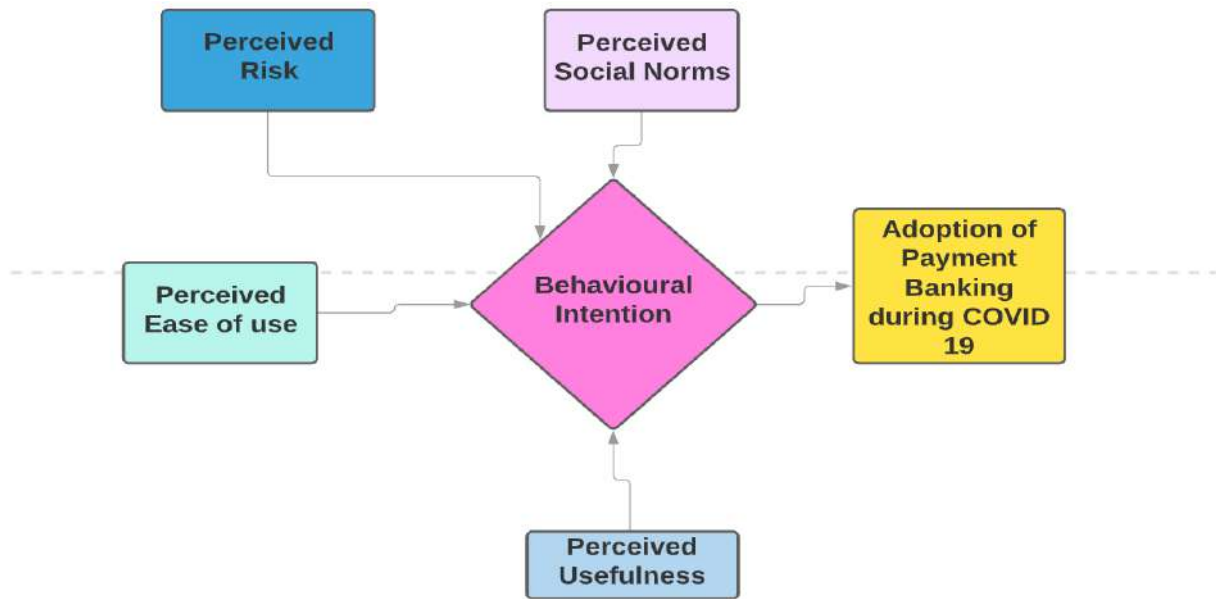 Perceived
Risk
Perceived
Social Norms
Perceived
Ease of use
Behavioural
Intention
Adoption of
Payment
Banking
during COVID
19
Perceived
Usefulness